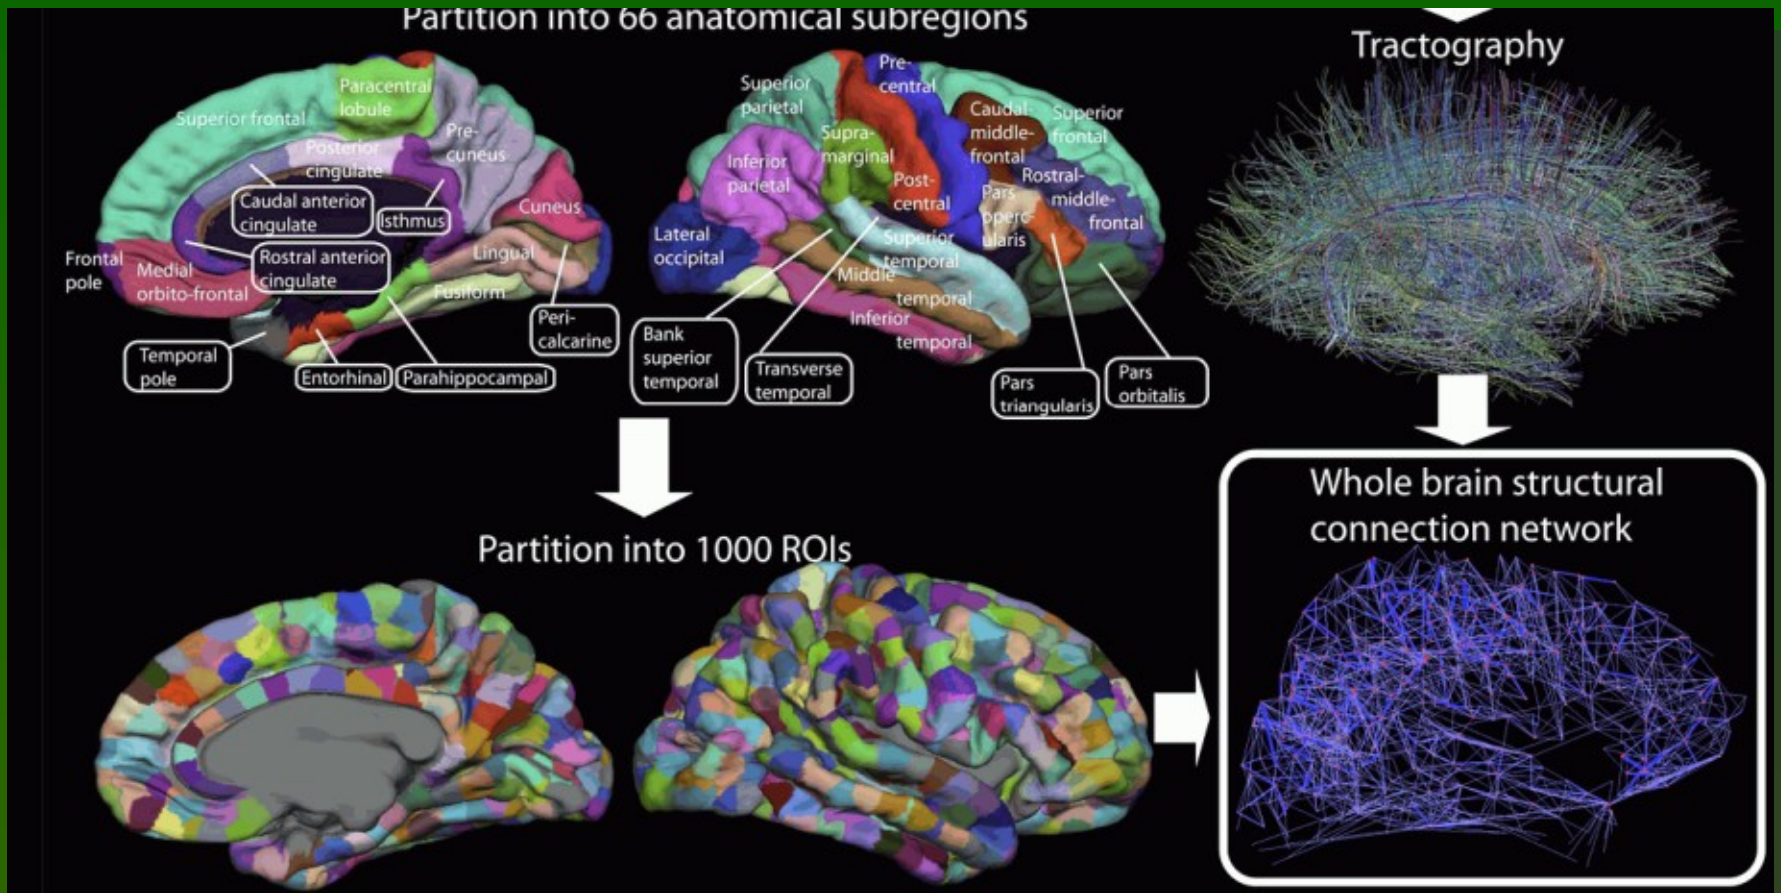 Partition into 66 anatomical subregions
Paracentral
lobule
Superior frontal
Pre-
cuneus
Posterior
cingulate
Caudal anterior
cingulate
Isthmus
Cuneus
Rostral anterior
cingulate
Frontal
pole
Medial
orbito-frontal
Lingual
Fusiform
Peri-
calcarine
Temporal
pole
Entorhinal
Parahippocampal
Superior
parietal
Pre-
central
Caudal
middle-
frontal
Superior
frontal
Supra-
marginal
Inferior
parietal
Post-
central
Rostral-
middle-
frontal
Pars
operc-
ularis
Lateral
occipital
Superior
temporal
Middle
temporal
Inferior
temporal
Bank
superior
temporal
Transverse
temporal
Pars
triangularis
Pars
orbitalis
Tractography
Partition into 1000 ROIs
Whole brain structural
connection network